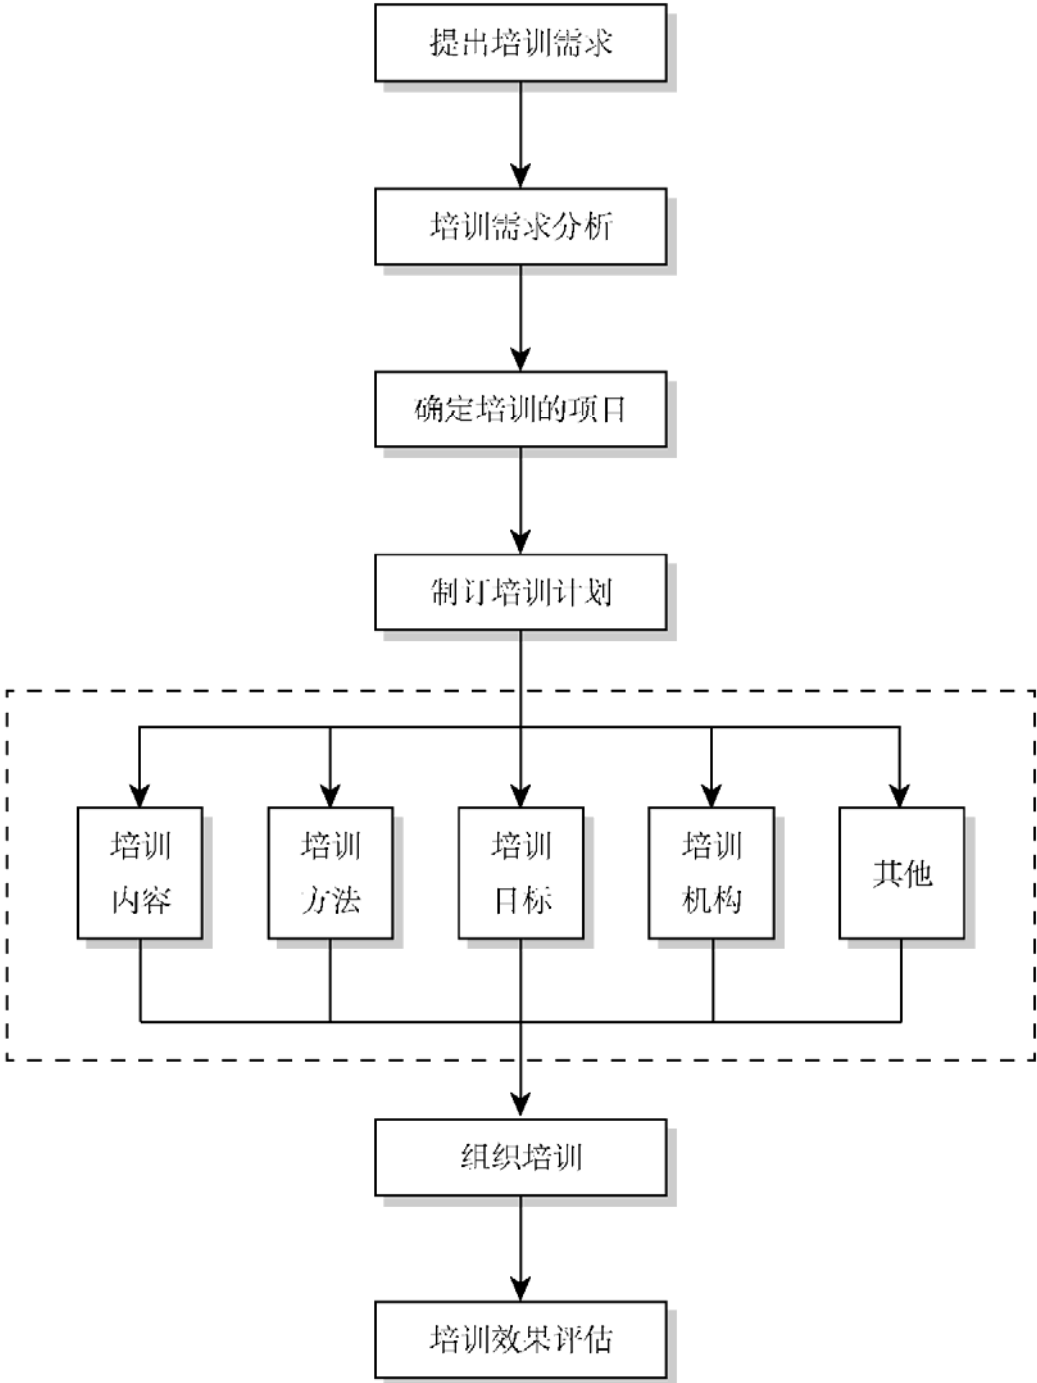 提出培训需求
培训需求分析
确定培训的项目
制订培训计划
培训
内容
培训
方法
培训
目标
培训
机构
其他
组织培训
培训效果评估